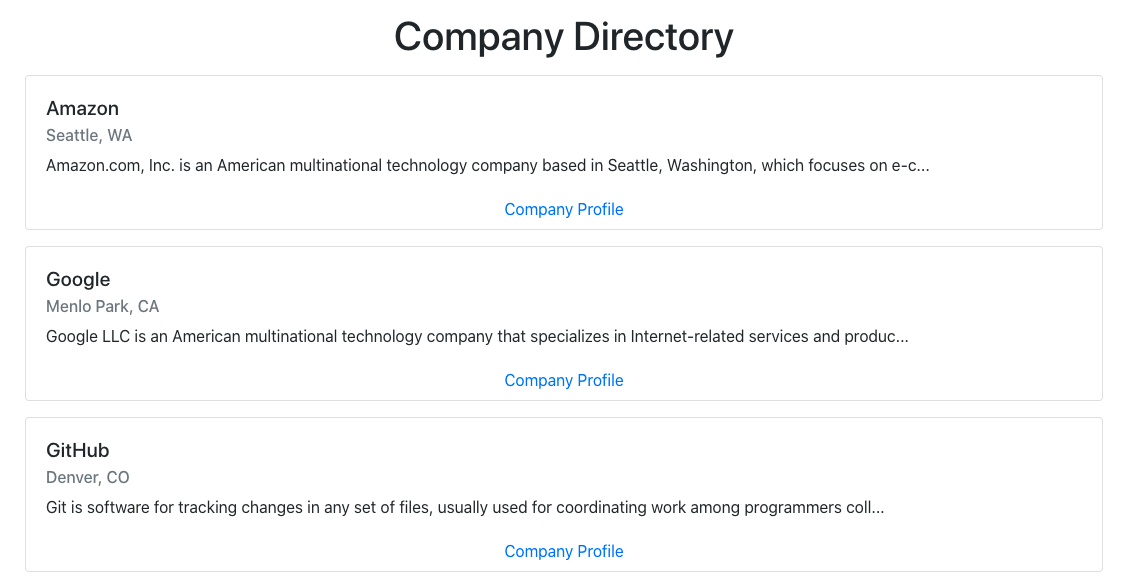 Company Directory
Amazon
Seattle, WA
Amazon.com, Inc. is an American multinational technology company based in Seattle, Washington, which focuses on e-c...
Company Profile
Google
Menlo Park, CA
Google LLC is an American multinational technology company that specializes in Internet-related services and produc...
Company Profile
GitHub
Denver, CO
Git is software for tracking changes in any set of files, usually used for coordinating work among programmers coll...
Company Profile